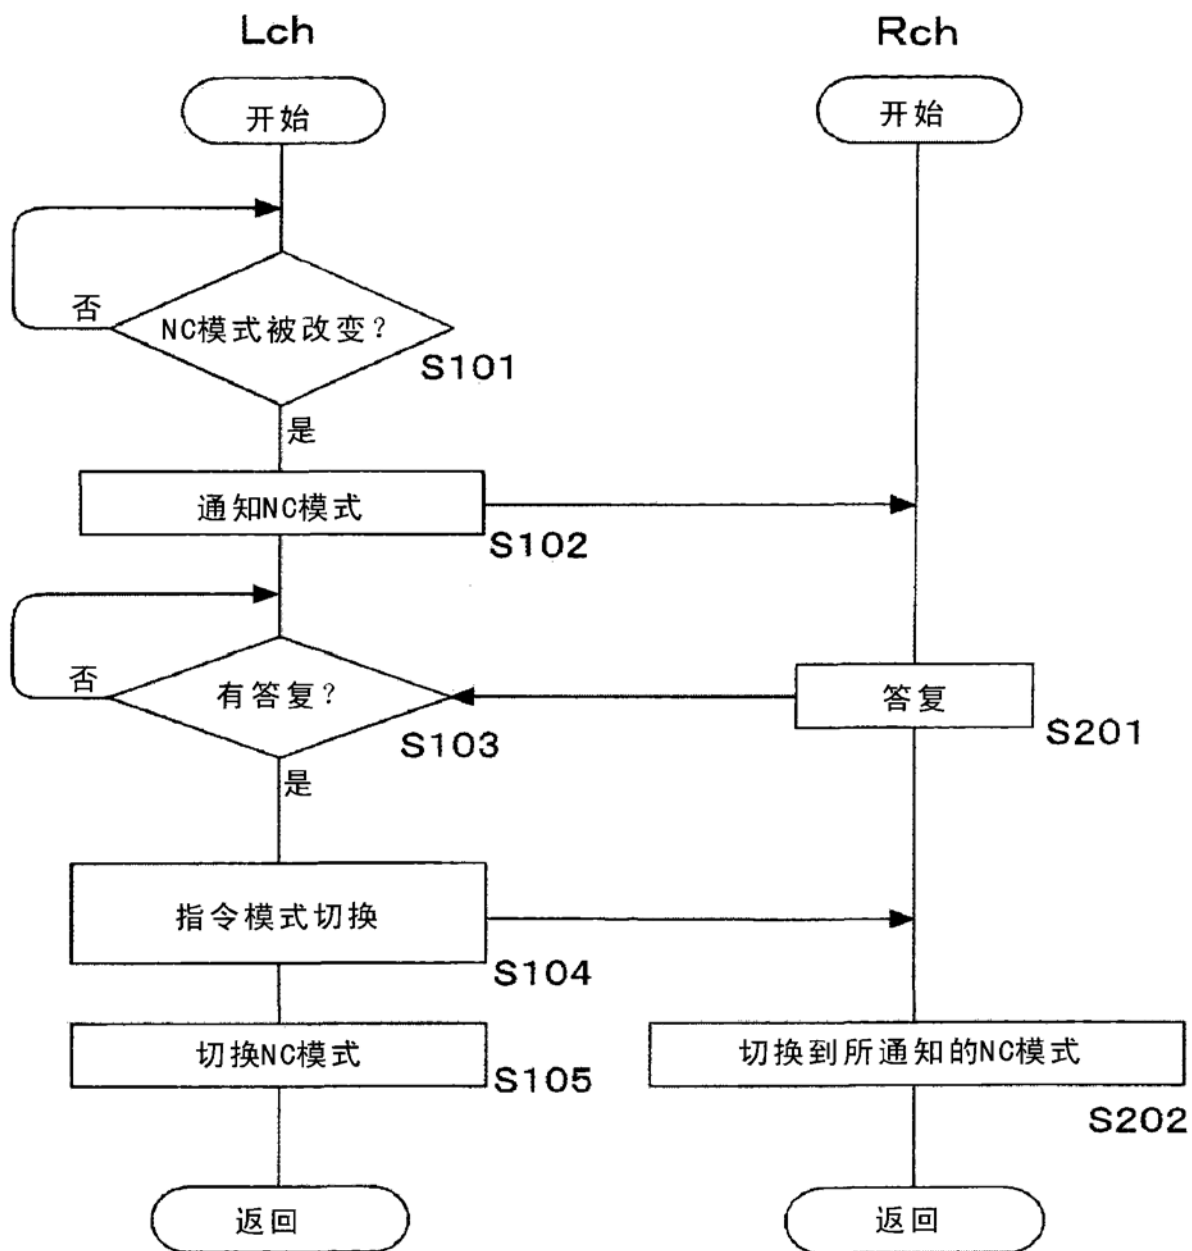 Lch
Rch
开始
开始
否
NC模式被改变？
S101
是
通知NC模式
S102
否
有答复？
S103
答复
S201
是
指令模式切换
S104
切换NC模式
S105
切换到所通知的NC模式
S202
返回
返回